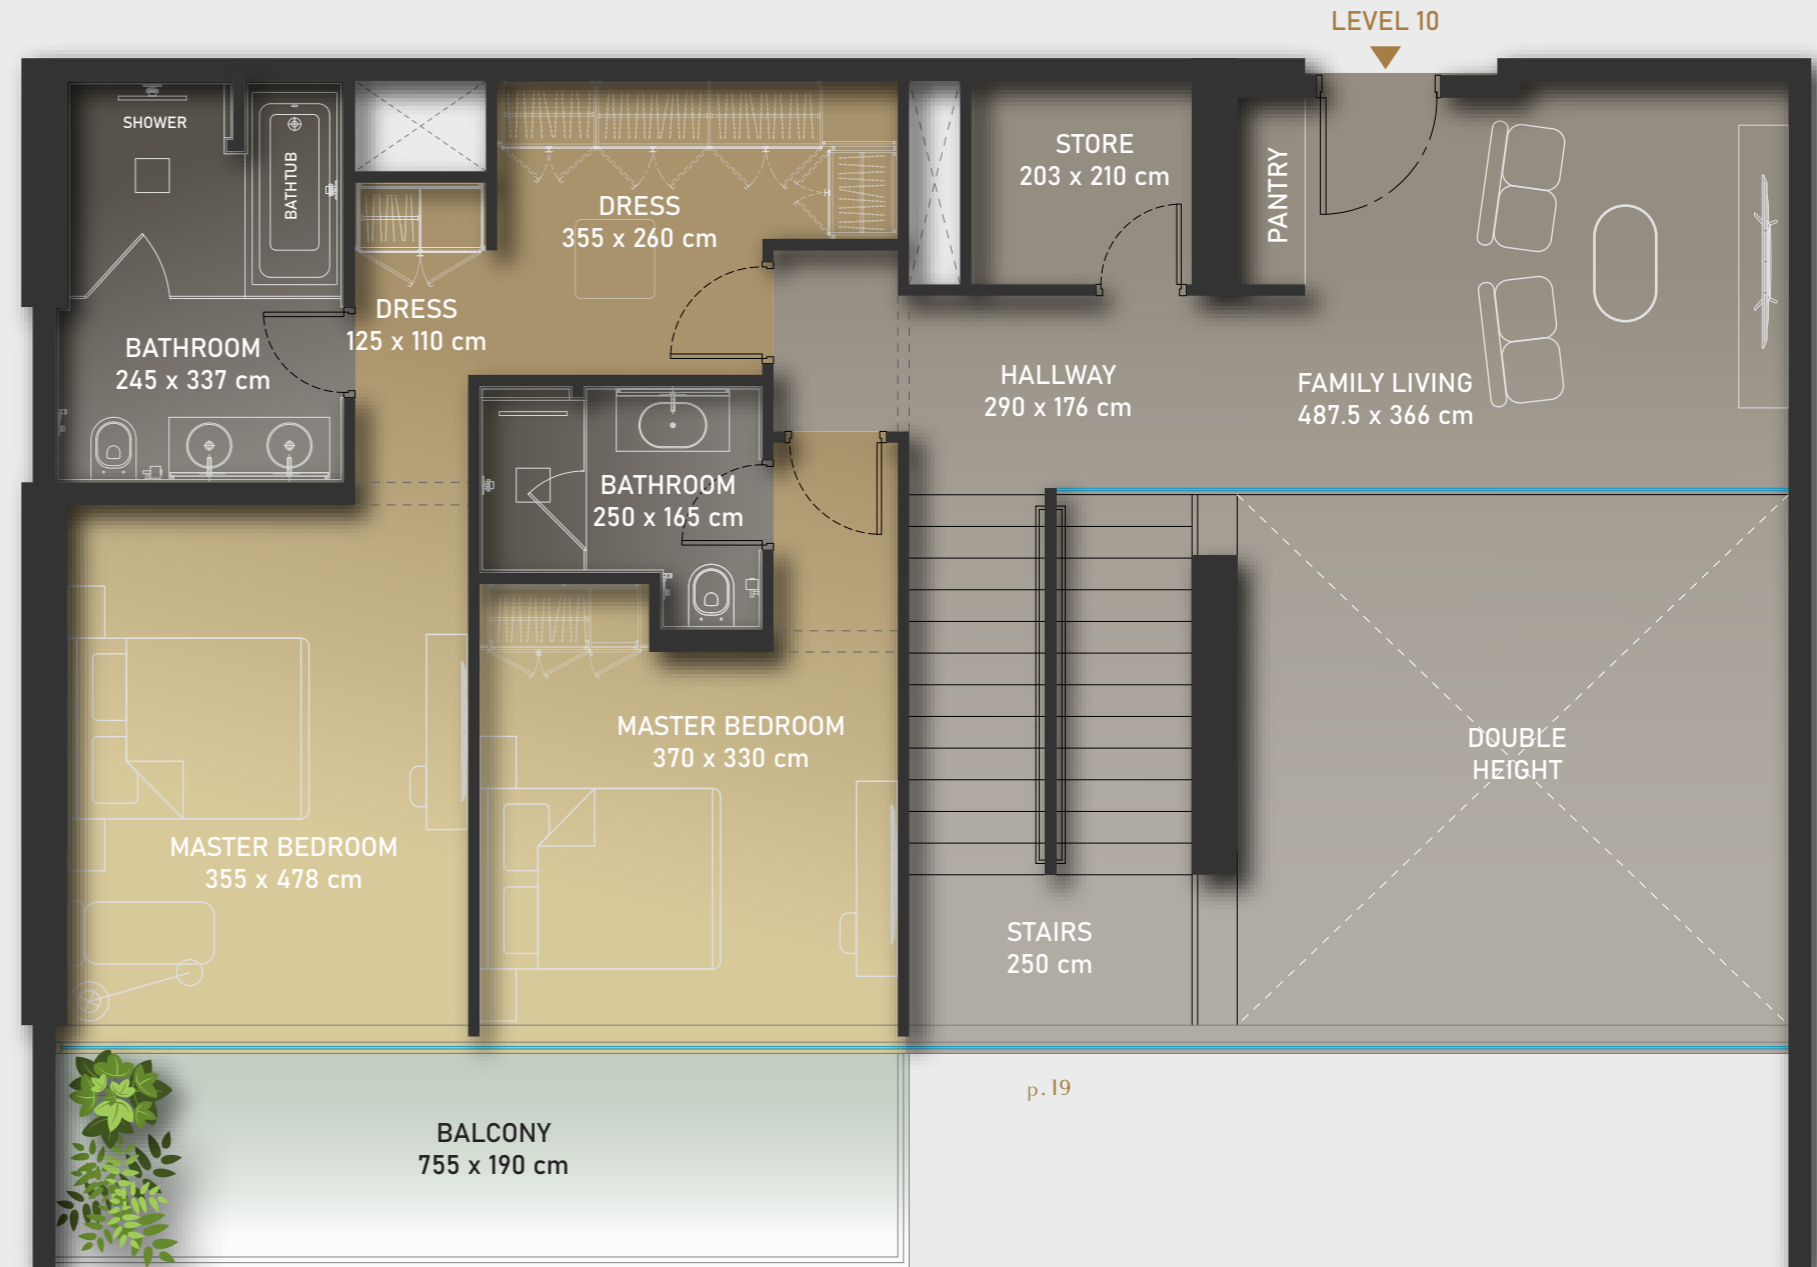 LEVEL 10
SHOWER
BATHTUB
STORE
203 x 210 cm
PANTRY
DRESS
355 x 260 cm
DRESS
125 x 110 cm
BATHROOM
245 x 337 cm
HALLWAY
290 x 176 cm
FAMILY LIVING
487.5 x 366 cm
BATHROOM
250 x 165 cm
MASTER BEDROOM
370 x 330 cm
DOUBLE
HEIGHT
MASTER BEDROOM
355 x 478 cm
STAIRS
250 cm
p.19
BALCONY
755 x 190 cm